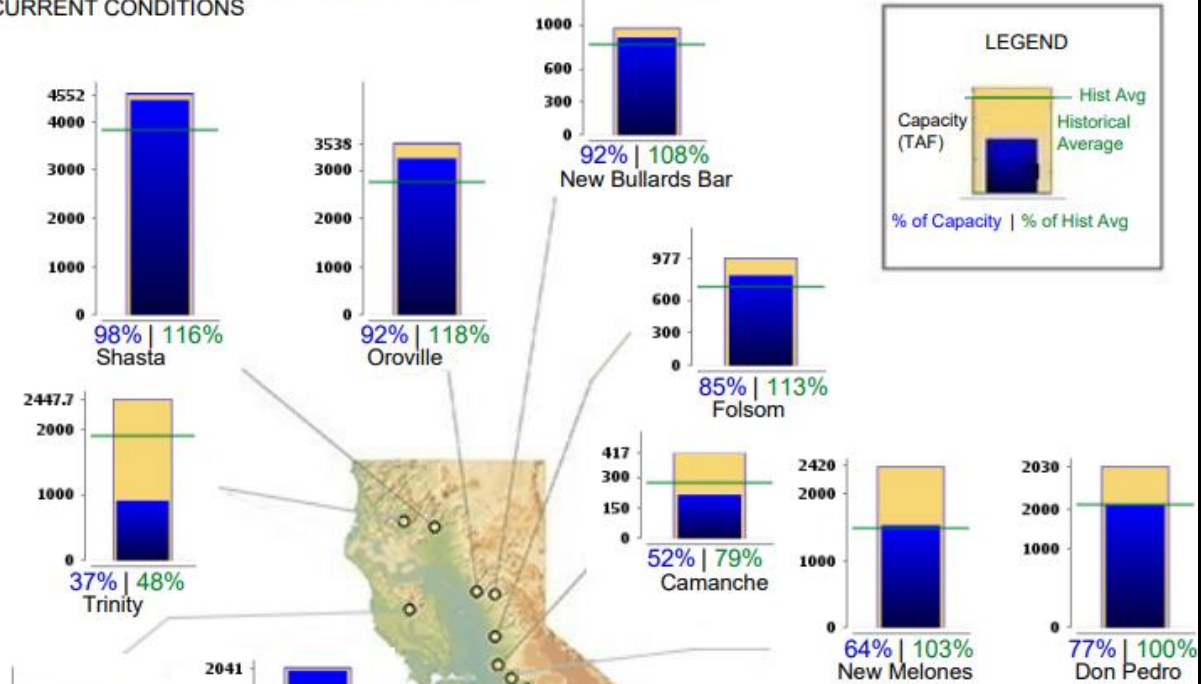 CURRENT CONDITIONS
4552
4000
3000
2000
1000
0
98% | 116%
Shasta
3538
3000
2000
1000
0
92% | 118%
Oroville
1000
600
300
0
92% | 108%
New Bullards Bar
LEGEND
Capacity
(TAF)
Hist Avg
Historical
Average
% of Capacity | % of Hist Avg
977
600
300
0
85% | 113%
Folsom
2447.7
2000
1000
0
37% | 48%
Trinity
417
300
150
0
52% | 79%
Camanche
2420
2000
1000
0
64% | 103%
New Melones
2030
2000
1000
0
77% | 100%
Don Pedro
2041